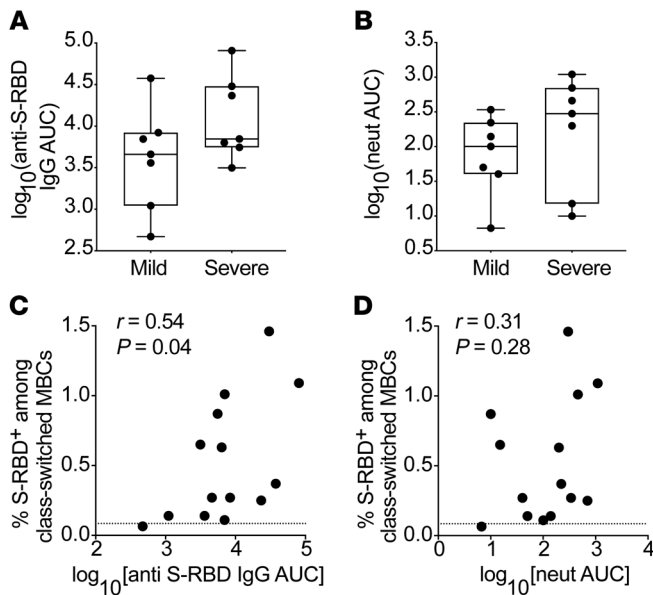 A
log10(anti-S-RBD
IgG AUC)
5.0
4.5
4.0
3.5
3.0
2.5
Mild
Severe
B
log10(neut AUC)
3.5
3.0
2.5
2.0
1.5
1.0
0.5
Mild
Severe
C
% S-RBD+ among
class-switched MBCs
r = 0.54
P = 0.04
1.5
1.0
0.5
0.0
2
3
4
5
log10[anti S-RBD IgG AUC]
D
% S-RBD+ among
class-switched MBCs
r = 0.31
P = 0.28
1.5
1.0
0.5
0.0
0
1
2
3
4
log10[neut AUC]